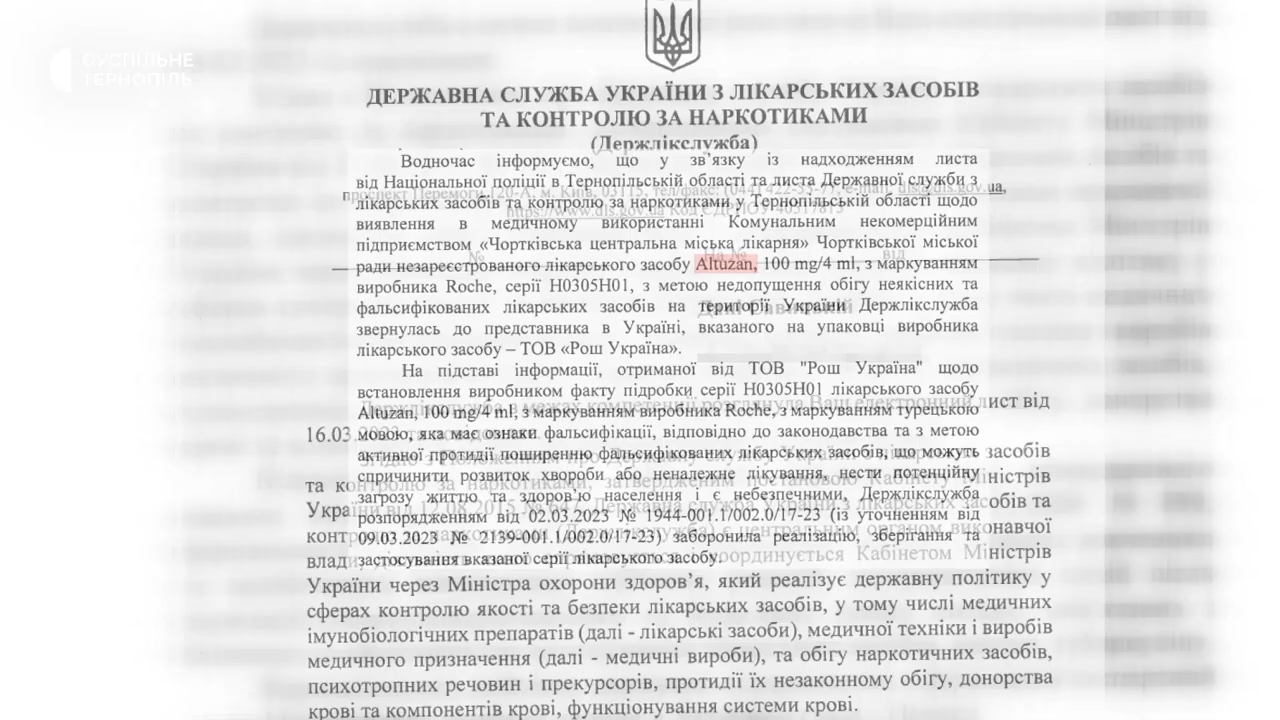 СУСПІЛЬНЕ
ТЕРНОПІЛЬ
ДЕРЖАВНА СЛУЖБА УКРАЇНИ З ЛІКАРСЬКИХ ЗАСОБІВ
ТА КОНТРОЛЮ ЗА НАРКОТИКАМИ
(Держлікслужба)
Водночас інформуємо, що у зв’язку із надходженням листа
від Національної поліції в Тернопільській області та листа Державної служби з
лікарських засобів та контролю за наркотиками у Тернопільській області щодо
виявлення в медичному використанні Комунальним некомерційним
підприємством «Чортківська центральна міська лікарня» Чортківської міської
ради незареєстрованого лікарського засобу Altuzan, 100 mg/4 ml, з маркуванням
виробника Roche, серії H0305H01, з метою недопущення обігу неякісних та
фальсифікованих лікарських засобів на території України Держлікслужба
звернулась до представника в Україні, вказаного на упаковці виробника
лікарського засобу – ТОВ «Рош Україна».
На підставі інформації, отриманої від ТОВ "Рош Україна" щодо
встановлення виробником факту підробки серії H0305H01 лікарського засобу
Altuzan, 100 mg/4 ml, з маркуванням виробника Roche, з маркуванням турецькою
мовою, яка має ознаки фальсифікації, відповідно до законодавства та з метою
активної протидії поширенню фальсифікованих лікарських засобів, що можуть
спричинити розвиток хвороби або неналежне лікування, нести потенційну
загрозу життю та здоров’ю населення і є небезпечними, Держлікслужба
розпорядженням від 02.03.2023 № 1944-001.1/002.0/17-23 (із уточненням від
09.03.2023 № 2139-001.1/002.0/17-23) заборонила реалізацію, зберігання та
застосування вказаної серії лікарського засобу.
лист від
16.03
засобів
та Міністрів
України засобів та
виконавчої
Міністрів
України через Міністра охорони здоров’я, який реалізує державну політику у
сферах контролю якості та безпеки лікарських засобів, у тому числі медичних
імунобіологічних препаратів (далі - лікарські засоби), медичної техніки і виробів
медичного призначення (далі - медичні вироби), та обігу наркотичних засобів,
психотропних речовин і прекурсорів, протидії їх незаконному обігу, донорства
крові та компонентів крові, функціонування системи крові.